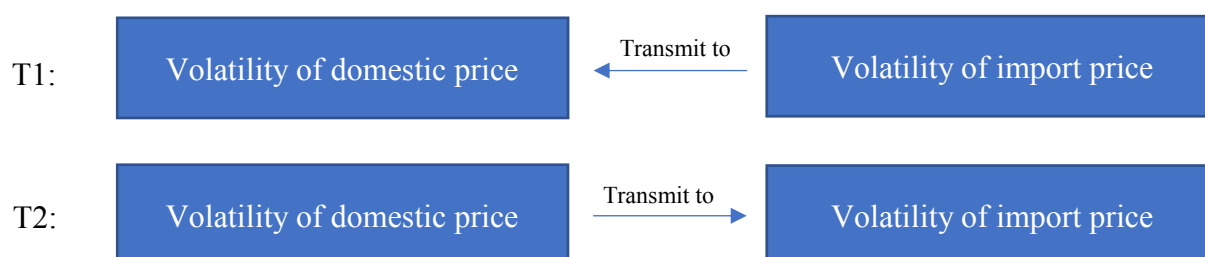 Transmit to
T1: Volatility of domestic price Volatility of import price
Transmit to
T2: Volatility of domestic price Volatility of import price